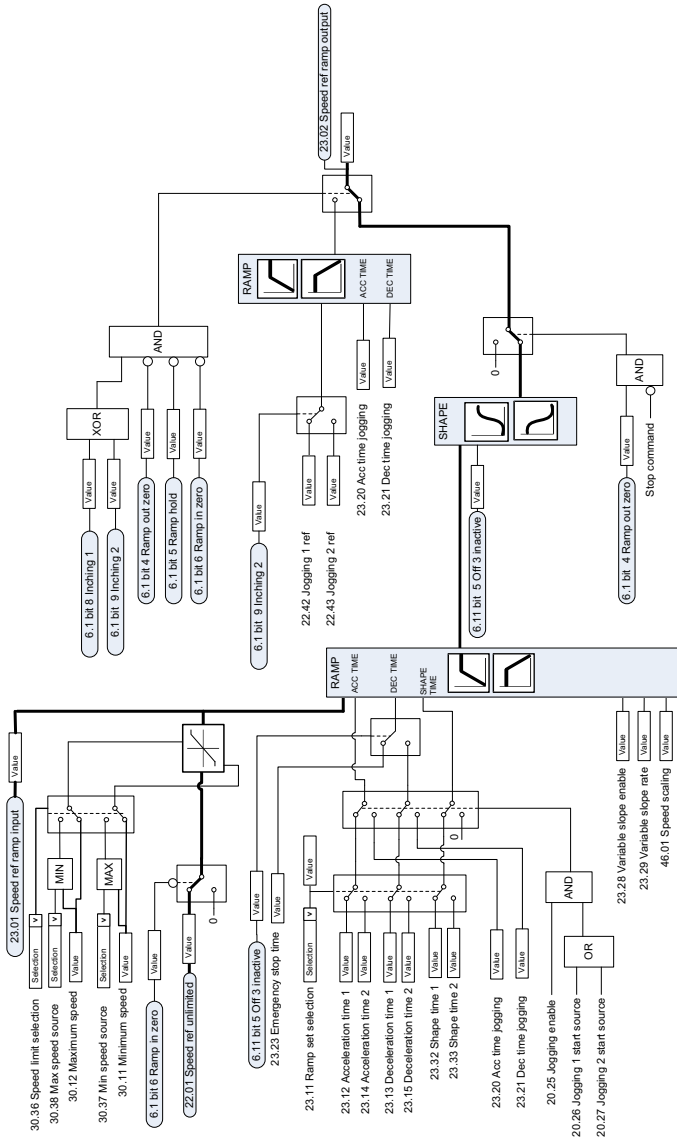 23.01 Speed ref ramp input
Value
30.36 Speed limit selection
Selection
v
30.38 Max speed source
Selection
v
MIN
30.12 Maximum speed
Value
30.37 Min speed source
Selection
v
MAX
30.11 Minimum speed
Value
6.1 bit 6 Ramp in zero
Value
22.01 Speed ref unlimited
Value
0
6.11 bit 5 Off 3 inactive
Value
23.23 Emergency stop time
Value
23.11 Ramp set selection
Selection
v
Value
23.12 Acceleration time 1
Value
23.14 Acceleration time 2
Value
23.13 Deceleration time 1
Value
23.15 Deceleration time 2
Value
23.32 Shape time 1
Value
23.33 Shape time 2
Value
0
23.20 Acc time jogging
Value
23.21 Dec time jogging
Value
20.25 Jogging enable
AND
20.26 Jogging 1 start source
OR
20.27 Jogging 2 start source
RAMP
ACC TIME
DEC TIME
SHAPE
TIME
23.28 Variable slope enable
Value
23.29 Variable slope rate
Value
46.01 Speed scaling
Value
6.1 bit 8 Inching 1
Value
XOR
6.1 bit 9 Inching 2
Value
AND
6.1 bit 4 Ramp out zero
Value
6.1 bit 5 Ramp hold
Value
6.1 bit 6 Ramp in zero
Value
6.1 bit 9 Inching 2
Value
22.42 Jogging 1 ref
Value
22.43 Jogging 2 ref
Value
23.20 Acc time jogging
Value
23.21 Dec time jogging
Value
RAMP
ACC TIME
DEC TIME
6.11 bit 5 Off 3 inactive
Value
SHAPE
0
6.1 bit 4 Ramp out zero
Value
AND
Stop command
23.02 Speed ref ramp output
Value